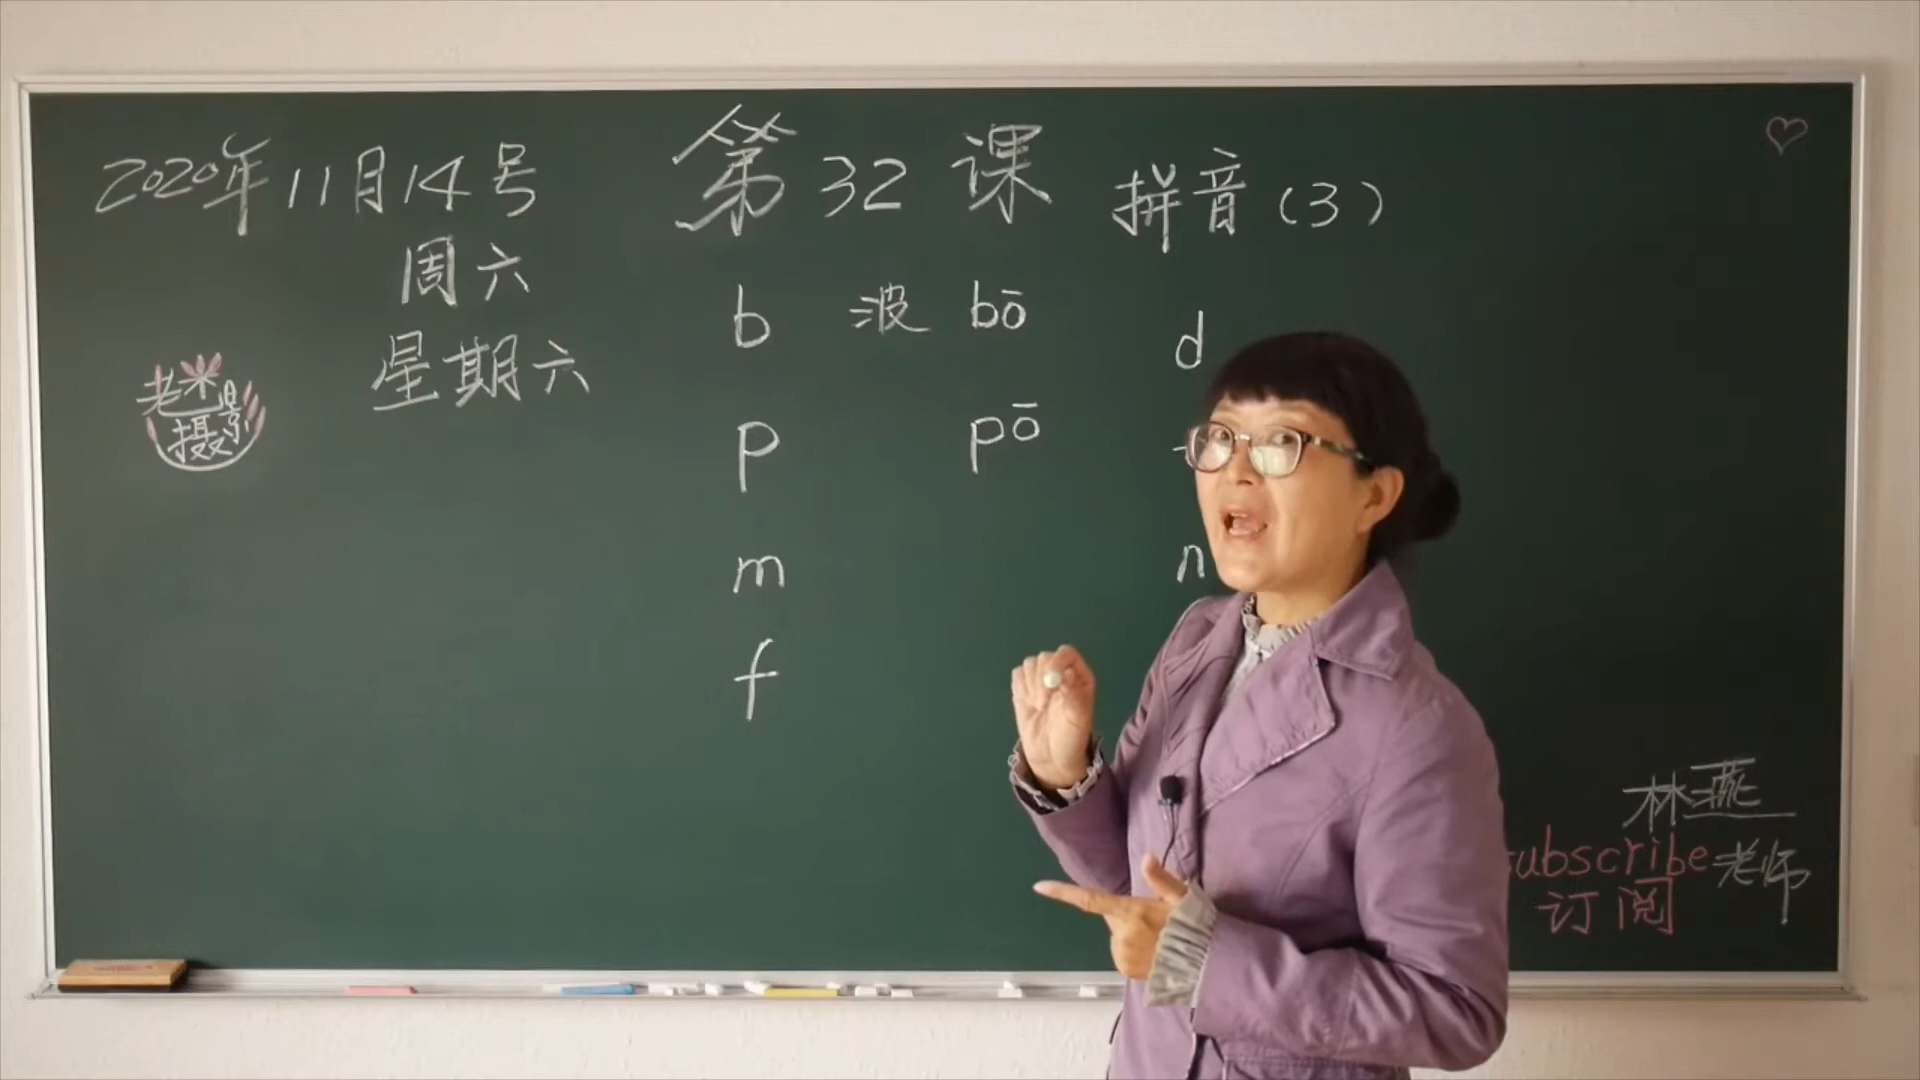 2020年11月14号
周六
星期六
老米
摄影
第32课 拼音(3)
b 波 bō
p pō
m
f
d
n
林燕
老师
ubscribe
订阅